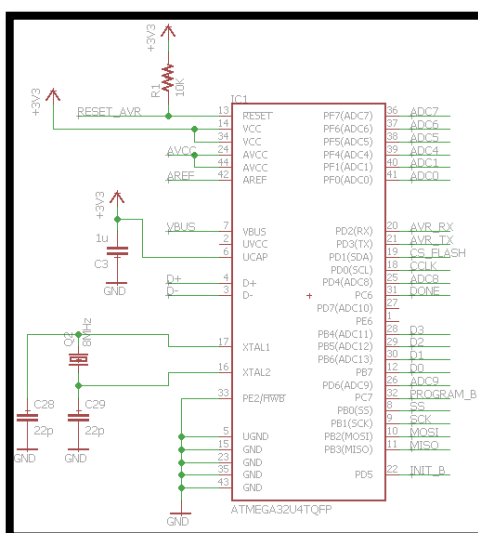 +3V3
R1
10K
+3V3
IC1
RESET_AVR
13
RESET
PF7(ADC7)
36
ADC7
14
VCC
PF6(ADC6)
37
ADC6
34
VCC
PF5(ADC5)
38
ADC5
AVCC
24
AVCC
PF4(ADC4)
39
ADC4
44
AVCC
PF1(ADC1)
40
ADC1
AREF
42
AREF
PF0(ADC0)
41
ADC0
+3V3
VBUS
7
VBUS
PD2(RX)
20
AVR_RX
2
UVCC
PD3(TX)
21
AVR_TX
1u
6
UCAP
PD1(SDA)
19
CS_FLASH
C3
PD0(SCL)
18
CCLK
D+
4
D+
PD4(ADC8)
25
ADC8
GND
D-
3
D-
PC6
31
DONE
PD7(ADC10)
27
PE6
1
PB4(ADC11)
28
D3
Q2
8MHz
17
XTAL1
PB5(ADC12)
29
D2
PB6(ADC13)
30
D1
16
XTAL2
PB7
12
D0
PD6(ADC9)
26
ADC9
33
PE2/HWB
PC7
32
PROGRAM_B
C28
C29
PB0(SS)
8
SS
22p
22p
PB1(SCK)
9
SCK
5
UGND
PB2(MOSI)
10
MOSI
GND
GND
15
GND
PB3(MISO)
11
MISO
23
GND
35
GND
PD5
22
INIT_B
43
GND
GND
ATMEGA32U4TQFP